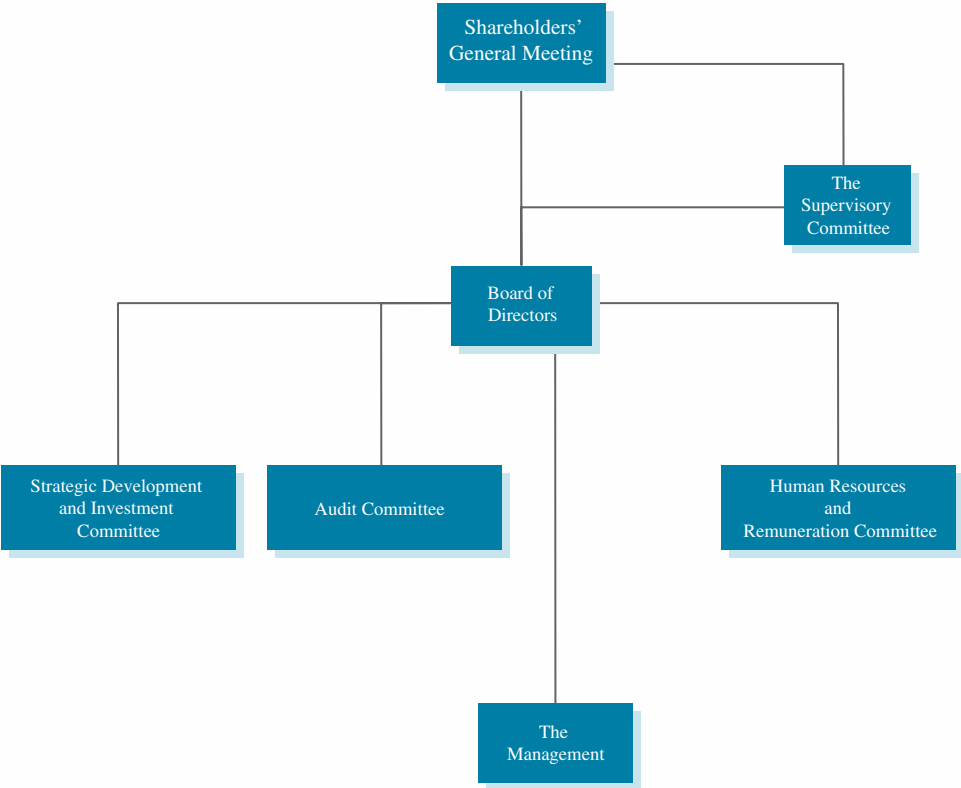 Shareholders’
General Meeting
The
Supervisory
Committee
Board of
Directors
Strategic Development
and Investment
Committee
Audit Committee
Human Resources
and
Remuneration Committee
The
Management